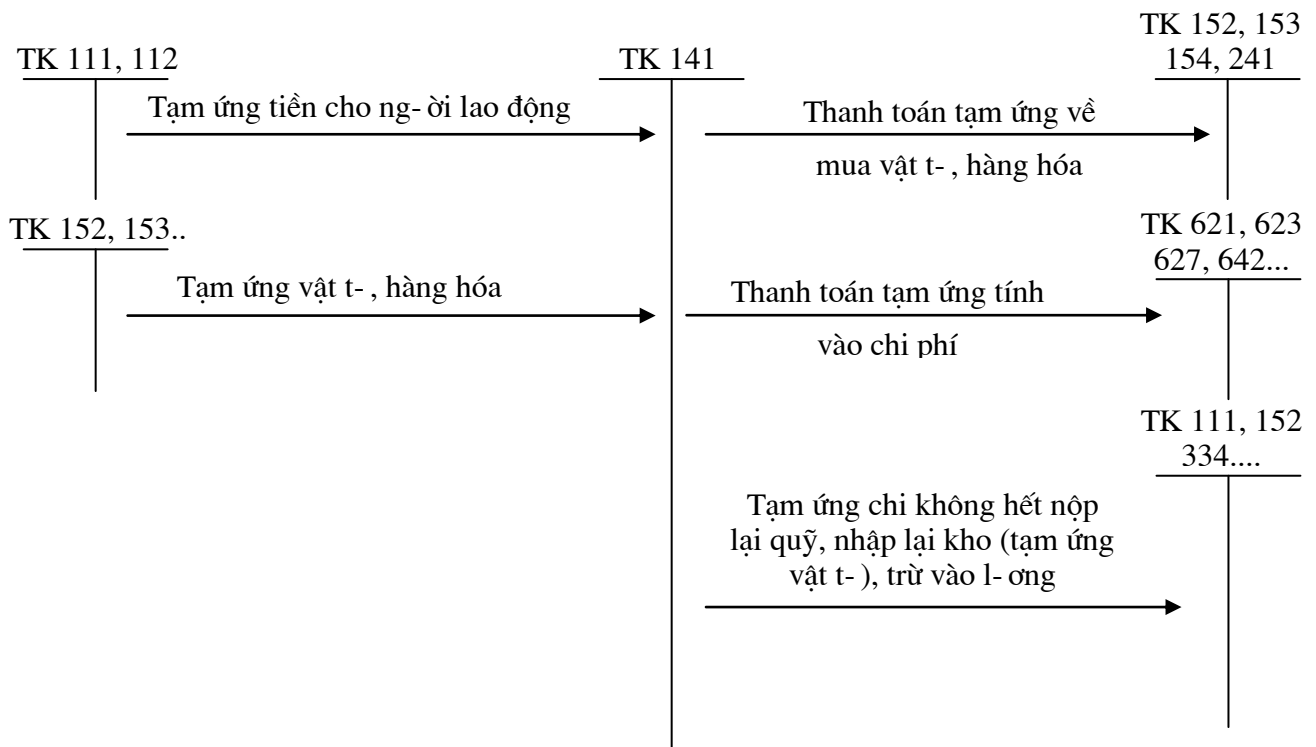 TK 152, 153
TK 111, 112
TK 141
154, 241
Tạm ứng tiền cho ng- ời lao động
Thanh toán tạm ứng về
mua vật t- , hàng hóa
TK 152, 153..
TK 621, 623
627, 642...
Tạm ứng vật t- , hàng hóa
Thanh toán tạm ứng tính
vào chi phí
TK 111, 152
334....
Tạm ứng chi không hết nộp
lại quỹ, nhập lại kho (tạm ứng
vật t- ), trừ vào l- ơng